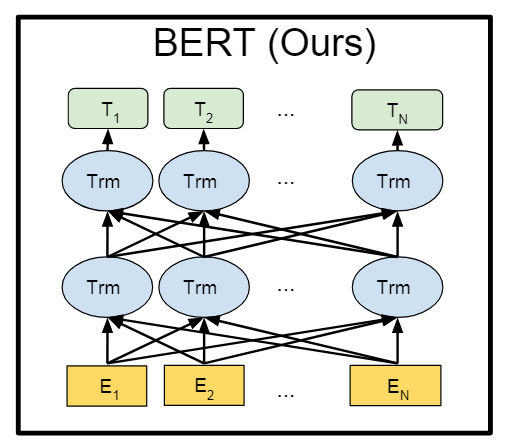 BERT (Ours)
T1 T2 ... TN
Trm Trm ... Trm
Trm Trm ... Trm
E1 E2 ... EN